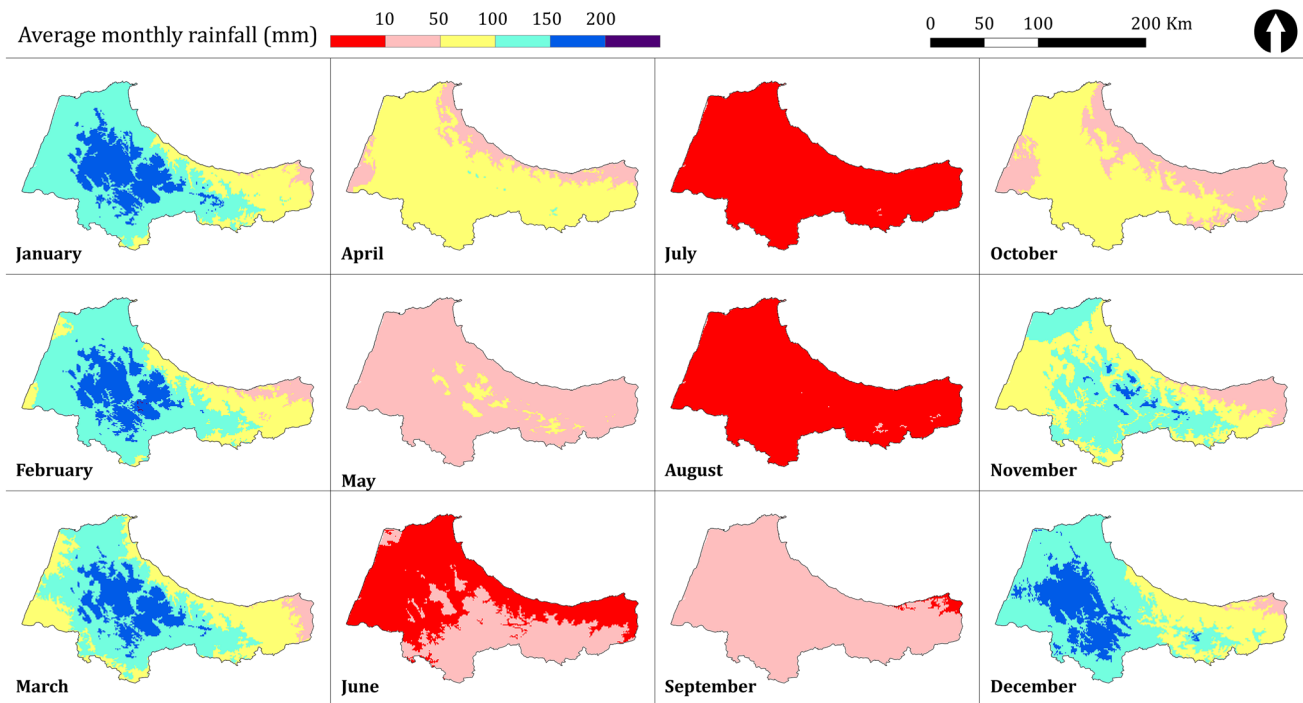 Average monthly rainfall (mm)
10 50 100 150 200
0 50 100 200 Km
January
April
July
October
February
May
August
November
March
June
September
December